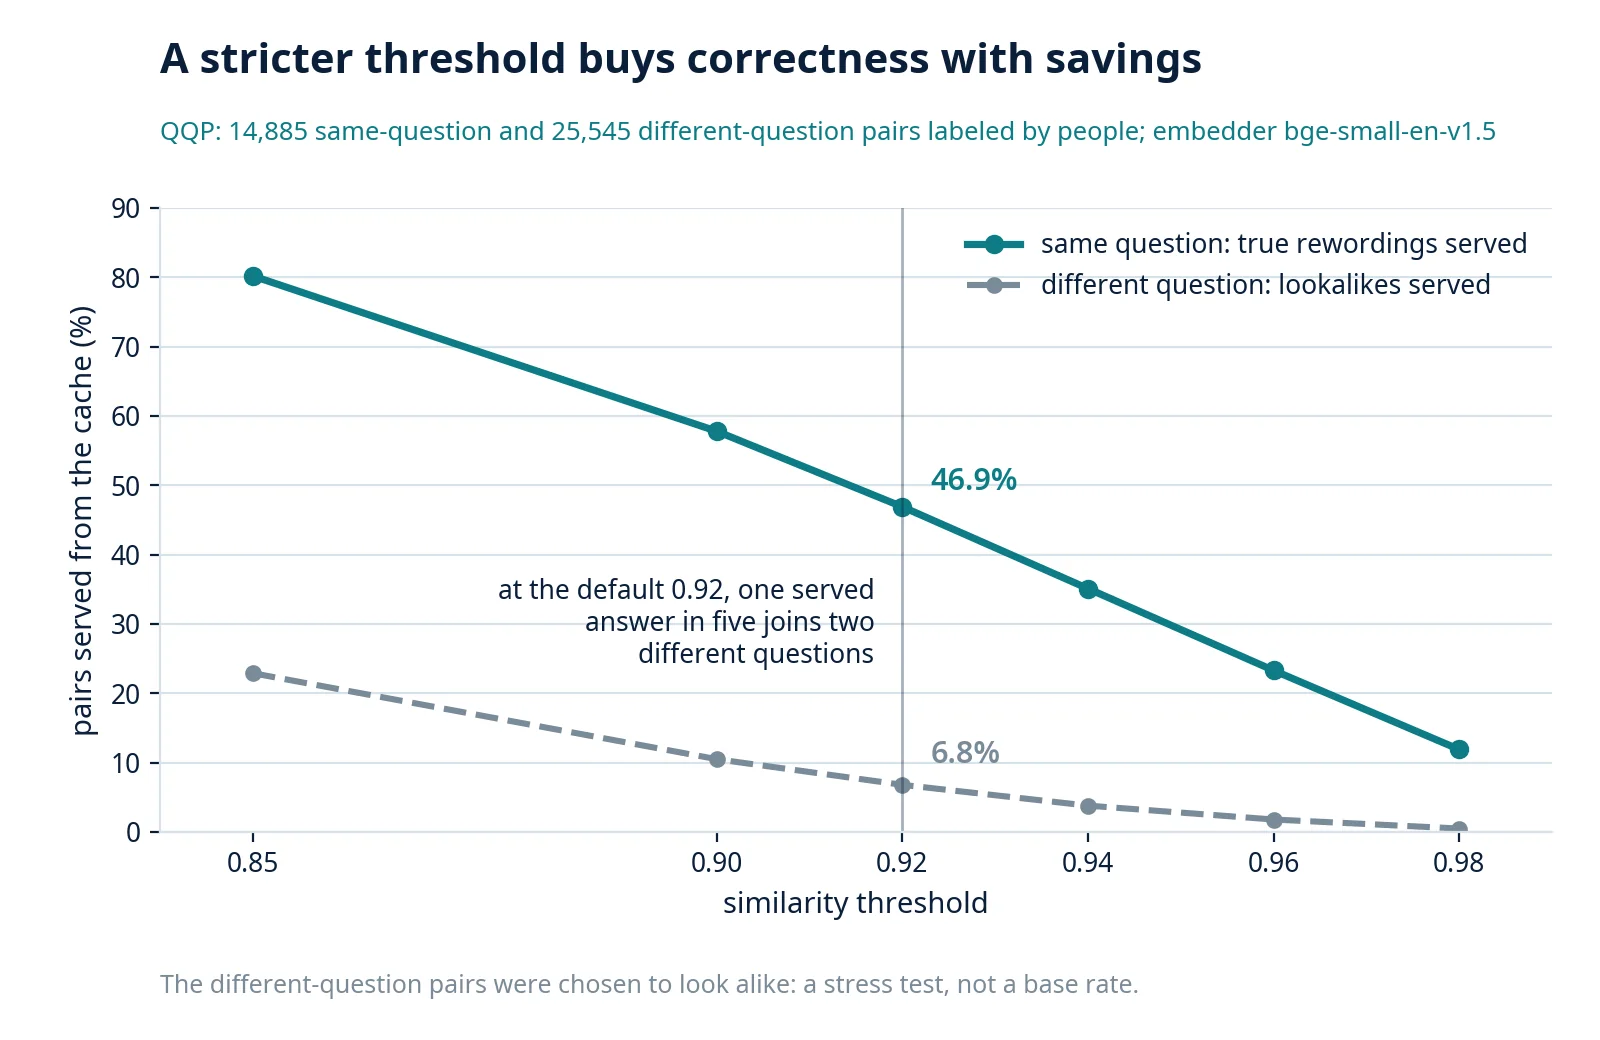 A stricter threshold buys correctness with savings
QQP: 14,885 same-question and 25,545 different-question pairs labeled by people; embedder bge-small-en-v1.5
90
80
70
60
50
40
30
20
10
0
pairs served from the cache (%)
same question: true rewordings served
different question: lookalikes served
46.9%
at the default 0.92, one served
answer in five joins two
different questions
6.8%
0.85
0.90
0.92
0.94
0.96
0.98
similarity threshold
The different-question pairs were chosen to look alike: a stress test, not a base rate.